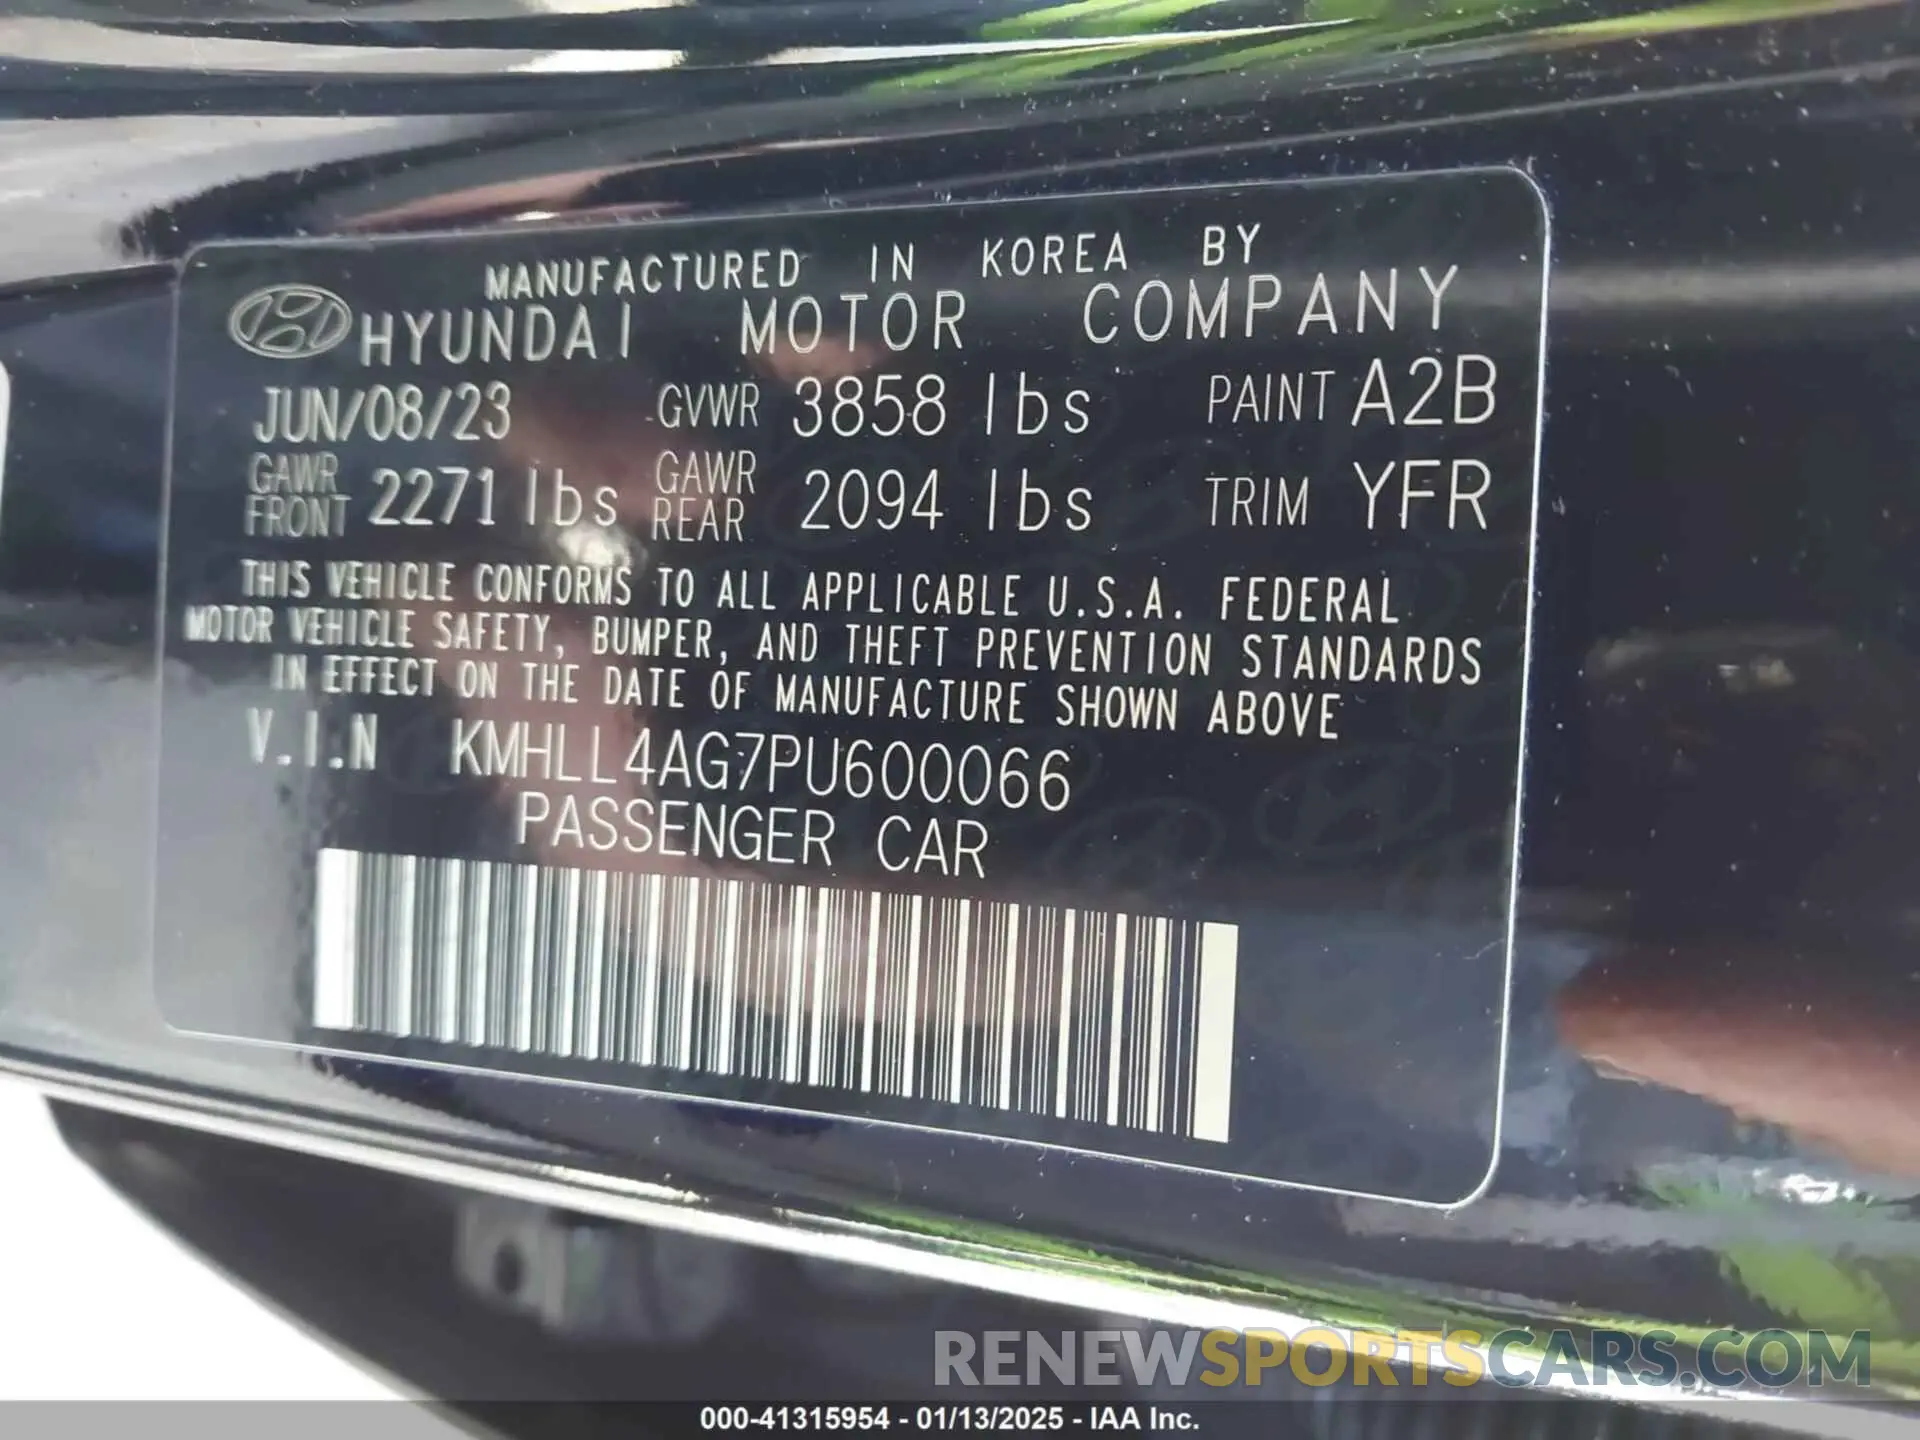 MANUFACTURED IN KOREA BY
HYUNDAI MOTOR COMPANY
JUN/08/23 GVWR 3858 lbs PAINT A2B
GAWR FRONT 2271 lbs GAWR REAR 2094 lbs TRIM YFR
THIS VEHICLE CONFORMS TO ALL APPLICABLE U.S.A. FEDERAL
MOTOR VEHICLE SAFETY, BUMPER, AND THEFT PREVENTION STANDARDS
IN EFFECT ON THE DATE OF MANUFACTURE SHOWN ABOVE
V.I.N KMHLL4AG7PU600066
PASSENGER CAR
RENEWSPORTSCARS.COM
000-41315954 - 01/13/2025 - IAA Inc.